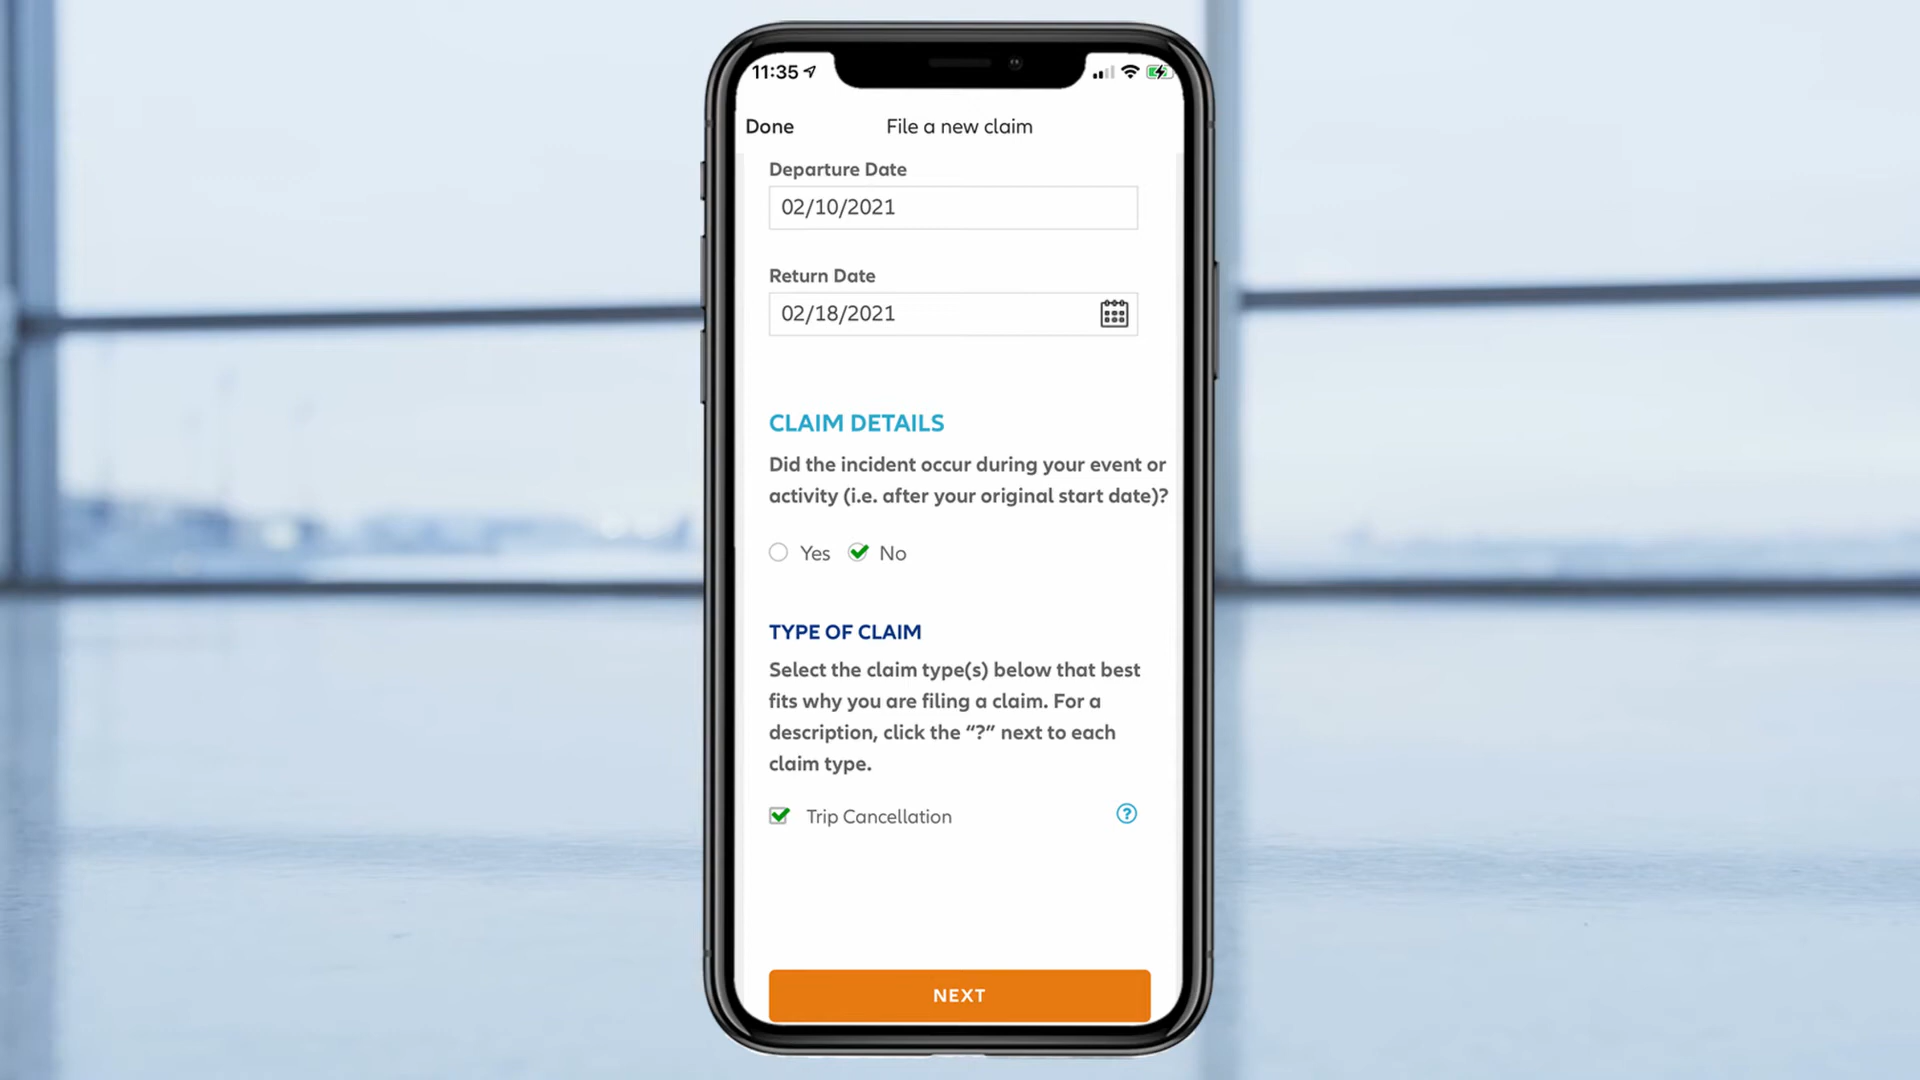 11:35
Done
File a new claim
Departure Date
02/10/2021
Return Date
02/18/2021
CLAIM DETAILS
Did the incident occur during your event or
activity (i.e. after your original start date)?
Yes No
TYPE OF CLAIM
Select the claim type(s) below that best
fits why you are filing a claim. For a
description, click the “?” next to each
claim type.
Trip Cancellation ?
NEXT